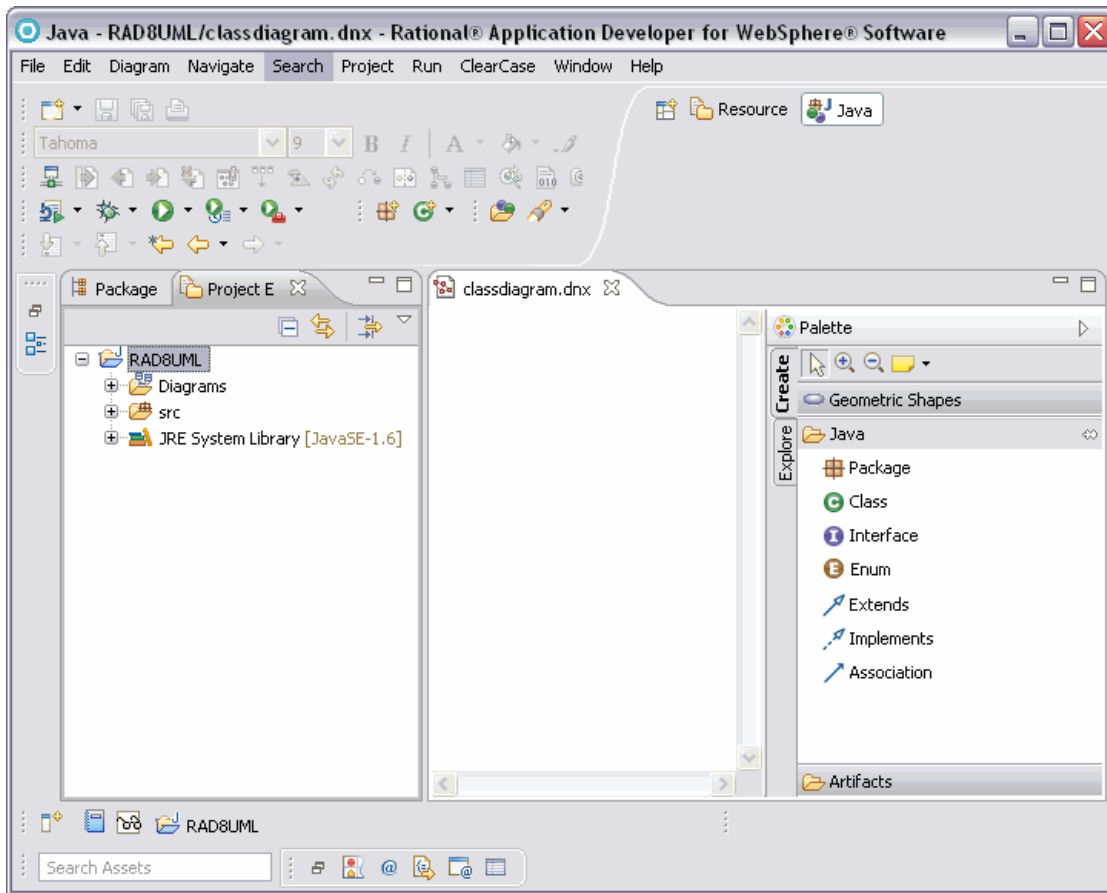 Java - RAD8UML/classdiagram.dnx - Rational® Application Developer for WebSphere® Software
File Edit Diagram Navigate Search Project Run ClearCase Window Help
Resource Java
Tahoma 9 B I A
010
Package Project E
classdiagram.dnx
Palette
RAD8UML
Diagrams
src
JRE System Library [JavaSE-1.6]
Create
Explore
Geometric Shapes
Java
Package
Class
Interface
Enum
Extends
Implements
Association
Artifacts
RAD8UML
Search Assets